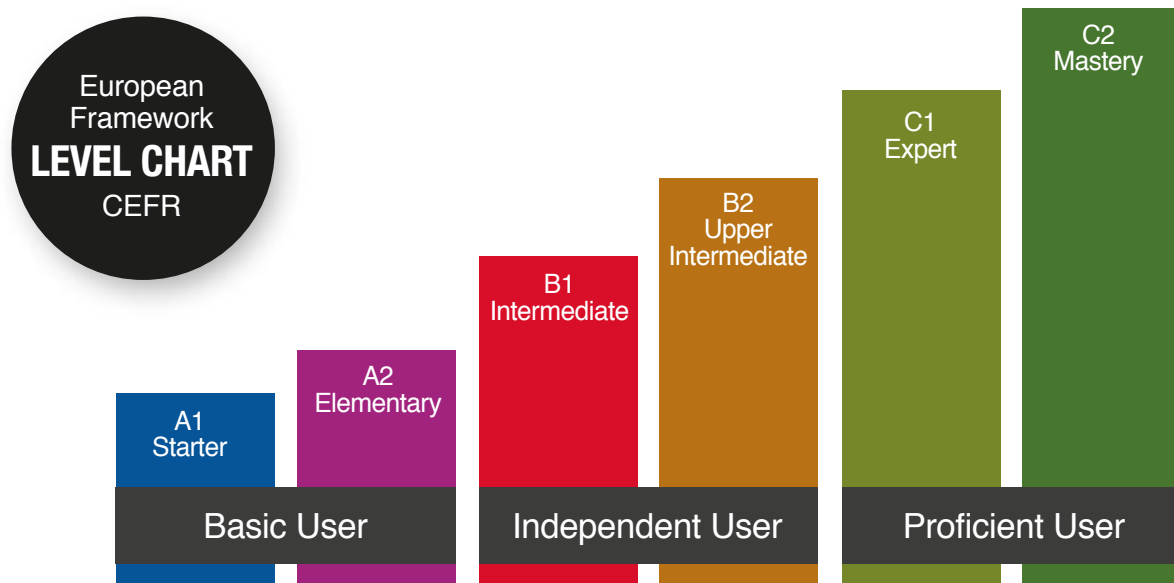 European
Framework
LEVEL CHART
CEFR
A1
Starter
A2
Elementary
B1
Intermediate
B2
Upper
Intermediate
C1
Expert
C2
Mastery
Basic User
Independent User
Proficient User